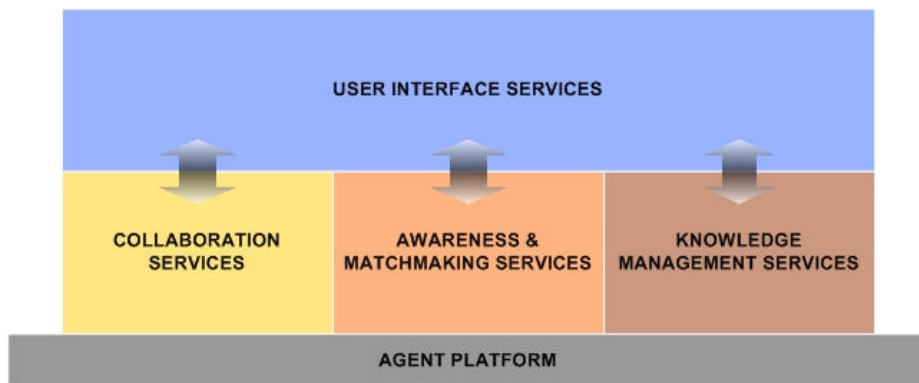 USER INTERFACE SERVICES
COLLABORATION
SERVICES
AWARENESS &
MATCHMAKING SERVICES
KNOWLEDGE
MANAGEMENT SERVICES
AGENT PLATFORM